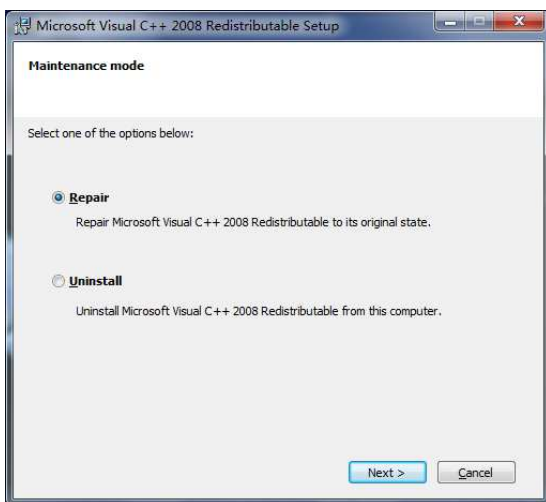 Microsoft Visual C++ 2008 Redistributable Setup
Maintenance mode
Select one of the options below:
Repair
Repair Microsoft Visual C++ 2008 Redistributable to its original state.
Uninstall
Uninstall Microsoft Visual C++ 2008 Redistributable from this computer.
Next > Cancel